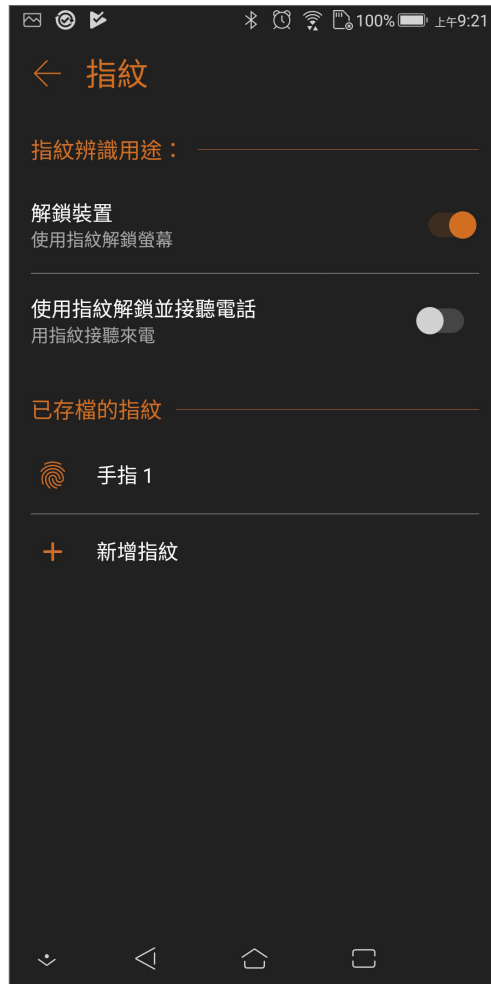 100% 上午9:21
指紋
指紋辨識用途：
解鎖裝置
使用指紋解鎖螢幕
使用指紋解鎖並接聽電話
用指紋接聽來電
已存檔的指紋
手指 1
新增指紋